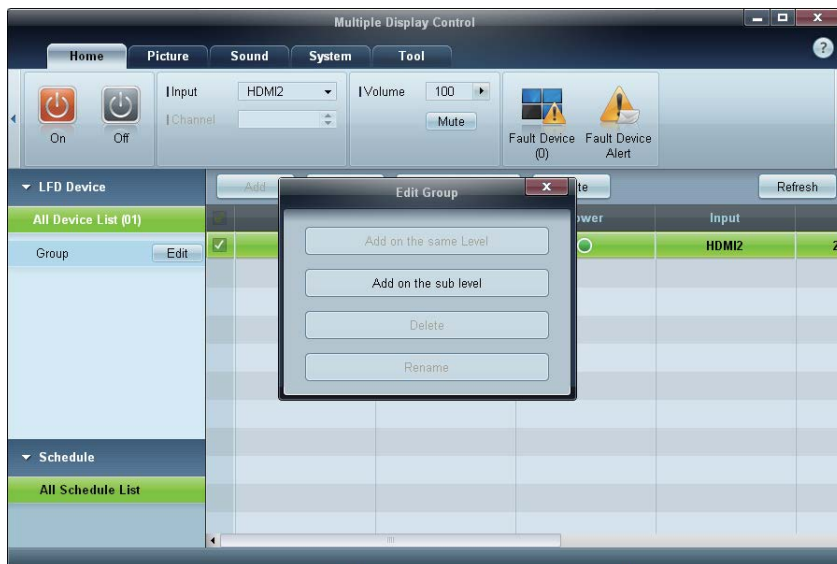 Multiple Display Control
Home Picture Sound System Tool
?
Input HDMI2
Channel
Volume 100
Mute
On Off
Fault Device (0)
Fault Device Alert
LFD Device
All Device List (01)
Group Edit
Add
Refresh
Input
HDMI2
Edit Group
Add on the same Level
Add on the sub level
Delete
Rename
Schedule
All Schedule List